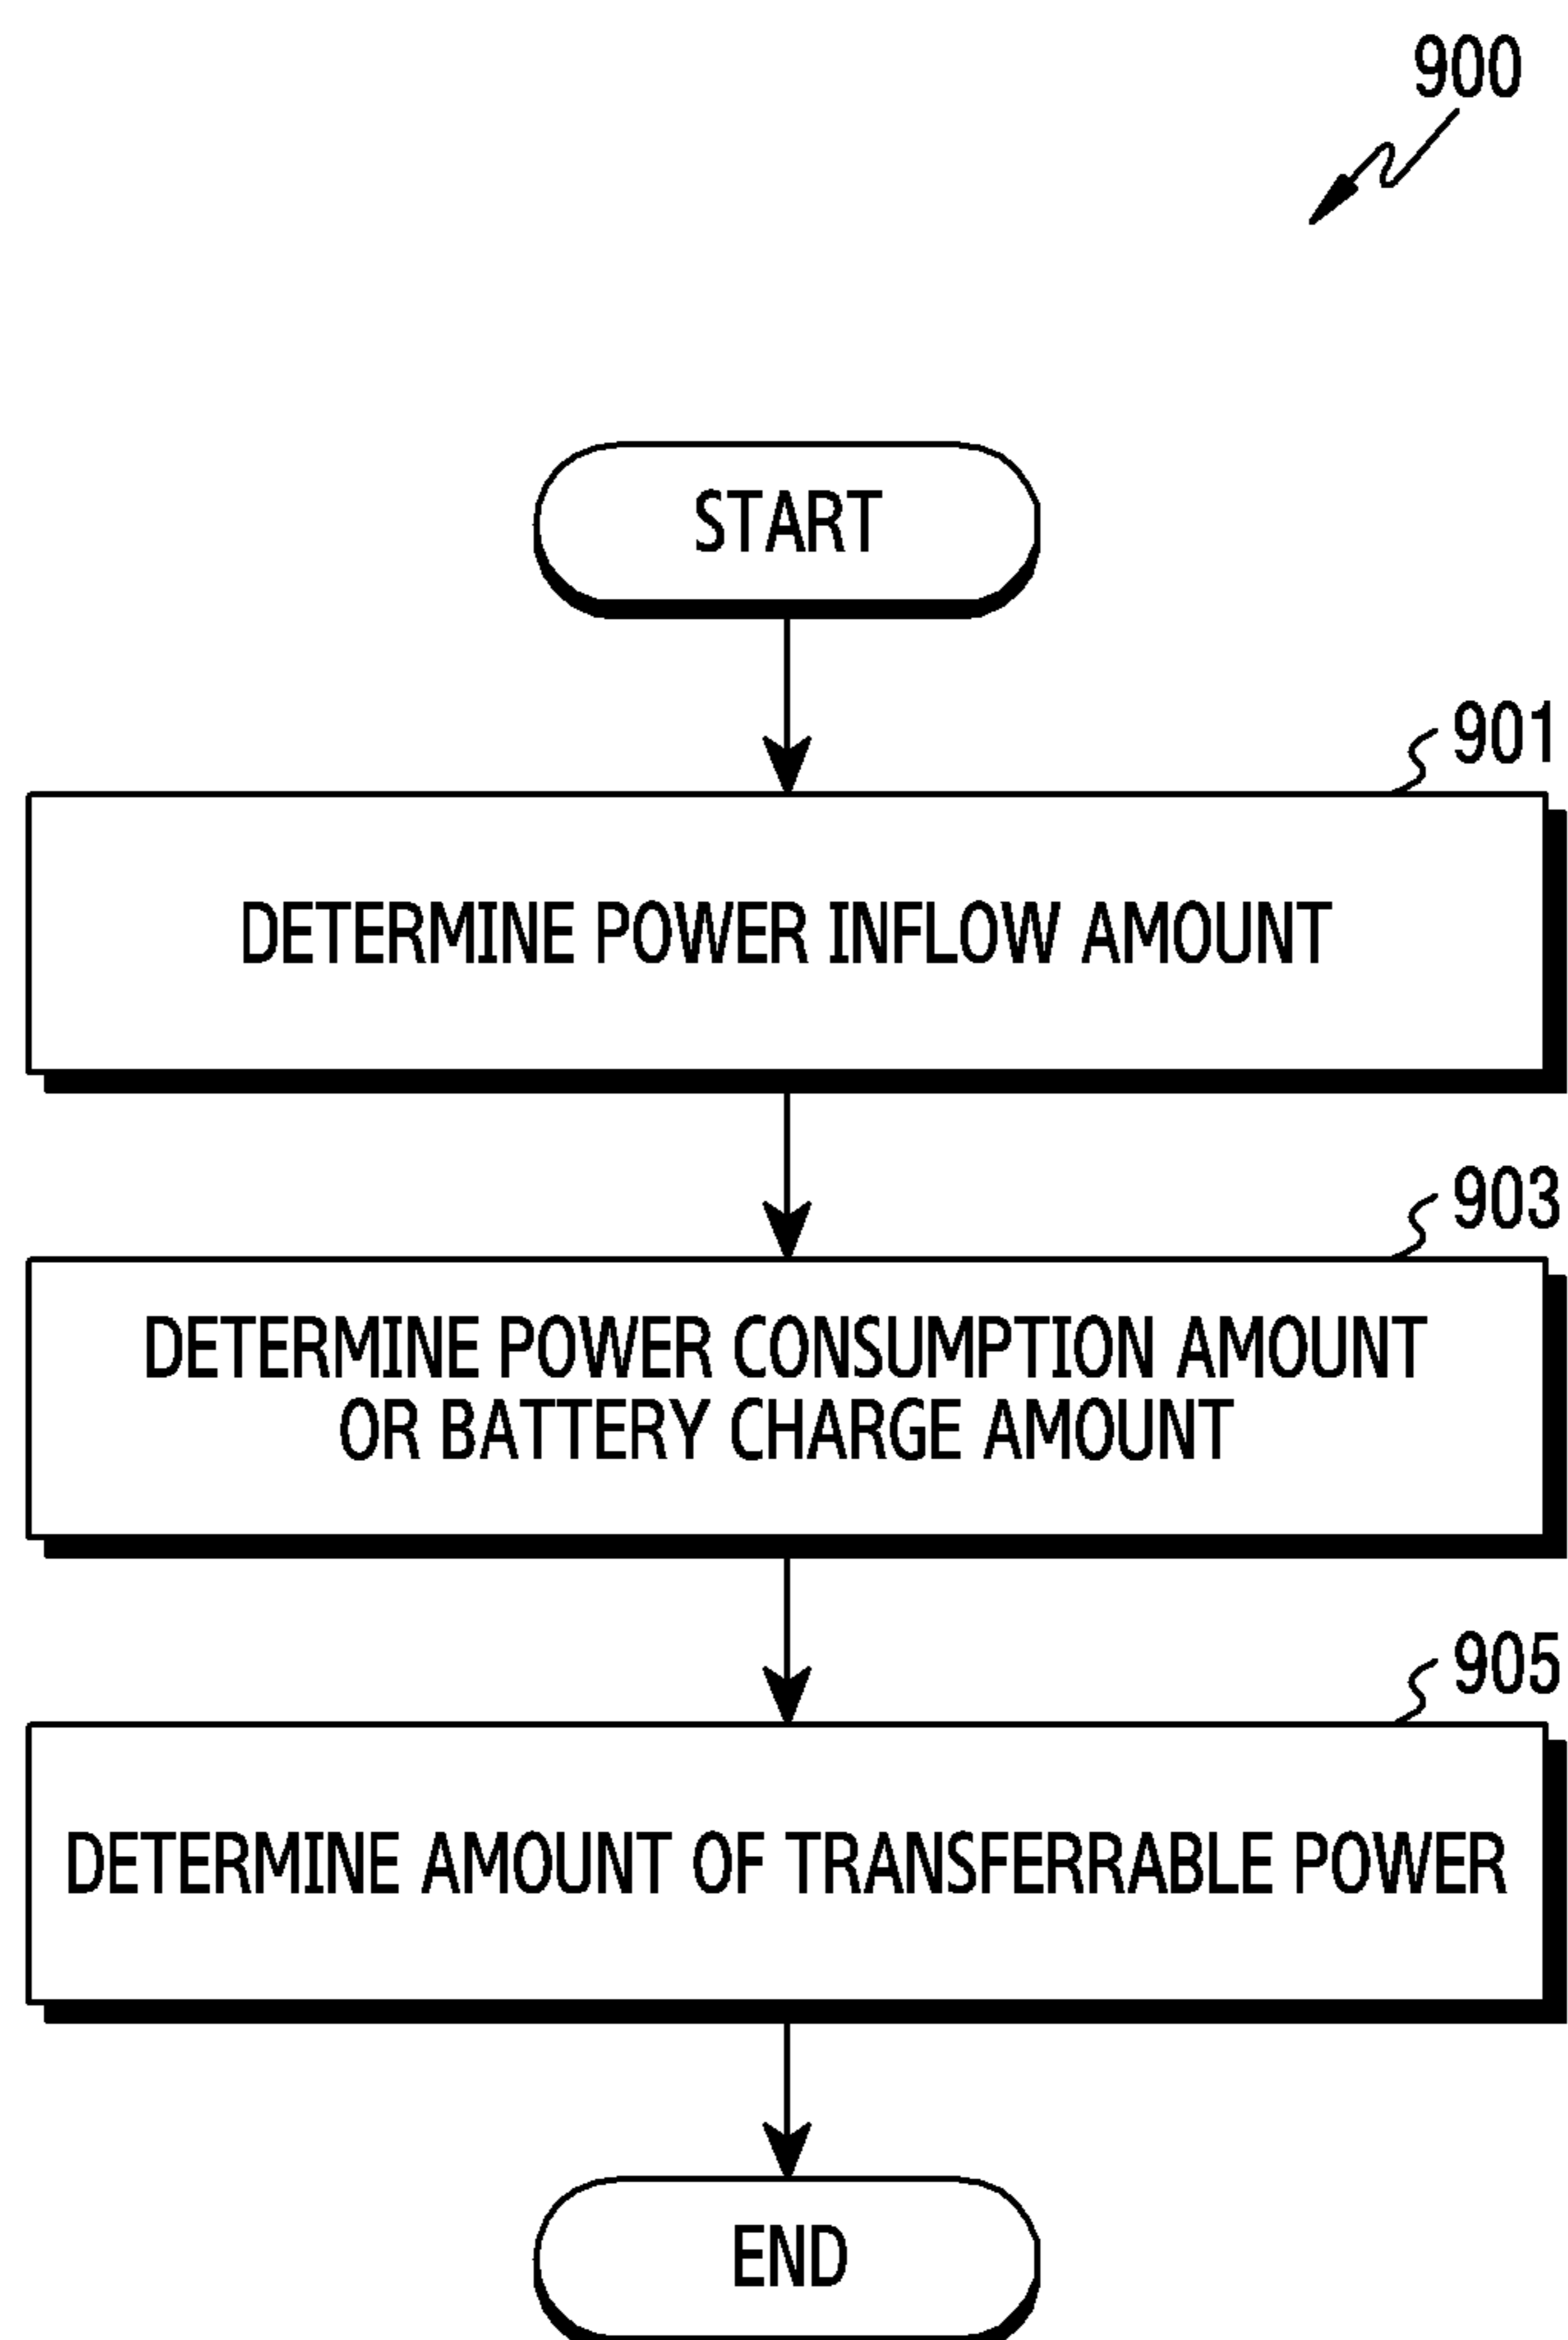 900
START
901
DETERMINE POWER INFLOW AMOUNT
903
DETERMINE POWER CONSUMPTION AMOUNT
OR BATTERY CHARGE AMOUNT
905
DETERMINE AMOUNT OF TRANSFERRABLE POWER
END